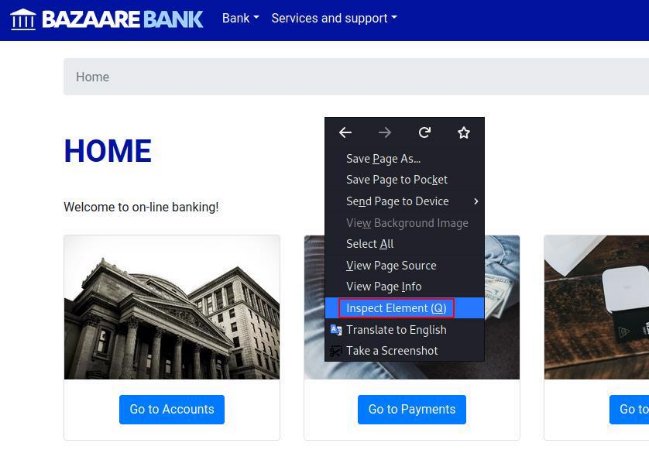 BAZAARE BANK Bank Services and support
Home
HOME
Welcome to on-line banking!
Save Page As...
Save Page to Pocket
Send Page to Device
View Background Image
Select All
View Page Source
View Page Info
Inspect Element (Q)
Translate to English
Take a Screenshot
Go to Accounts
Go to Payments
Go to